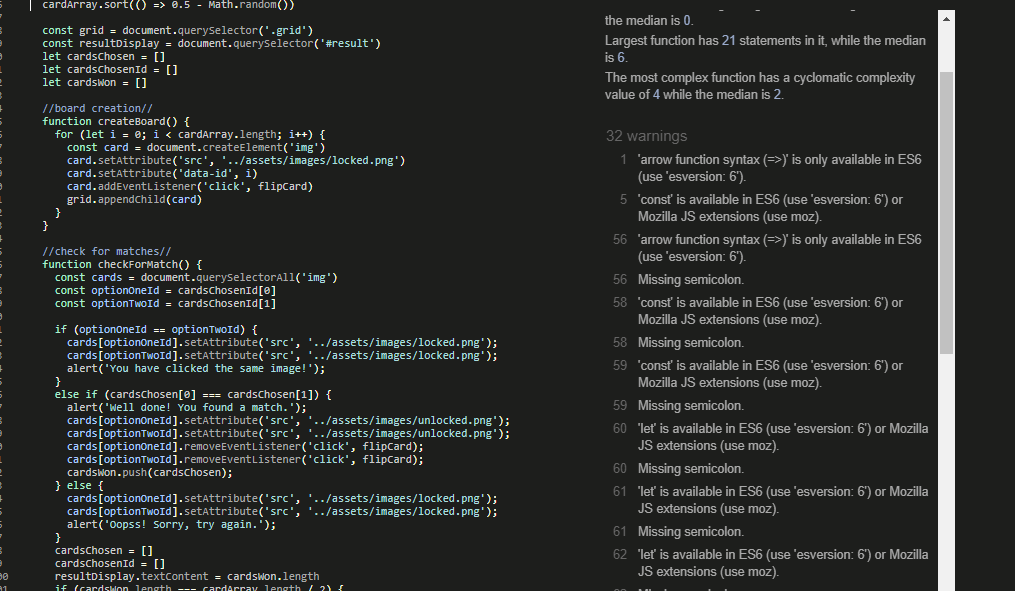 cardArray.sort(() => 0.5 - Math.random())
const grid = document.querySelector('.grid')
const resultDisplay = document.querySelector('#result')
let cardsChosen = []
let cardsChosenId = []
let cardsWon = []
//board creation//
function createBoard() {
for (let i = 0; i < cardArray.length; i++) {
const card = document.createElement('img')
card.setAttribute('src', '../assets/images/locked.png')
card.setAttribute('data-id', i)
card.addEventListener('click', flipCard)
grid.appendChild(card)
}
}
//check for matches//
function checkForMatch() {
const cards = document.querySelectorAll('img')
const optionOneId = cardsChosenId[0]
const optionTwoId = cardsChosenId[1]
if (optionOneId == optionTwoId) {
cards[optionOneId].setAttribute('src', '../assets/images/locked.png');
cards[optionTwoId].setAttribute('src', '../assets/images/locked.png');
alert('You have clicked the same image!');
}
else if (cardsChosen[0] === cardsChosen[1]) {
alert('Well done! You found a match.');
cards[optionOneId].setAttribute('src', '../assets/images/unlocked.png');
cards[optionTwoId].setAttribute('src', '../assets/images/unlocked.png');
cards[optionOneId].removeEventListener('click', flipCard);
cards[optionTwoId].removeEventListener('click', flipCard);
cardsWon.push(cardsChosen);
} else {
cards[optionOneId].setAttribute('src', '../assets/images/locked.png');
cards[optionTwoId].setAttribute('src', '../assets/images/locked.png');
alert('Oopss! Sorry, try again.');
}
cardsChosen = []
cardsChosenId = []
resultDisplay.textContent = cardsWon.length
if (cardsWon.length === cardArray.length / 2) {
the median is 0.
Largest function has 21 statements in it, while the median
is 6.
The most complex function has a cyclomatic complexity
value of 4 while the median is 2.
32 warnings
1 'arrow function syntax (=>)' is only available in ES6
(use 'esversion: 6').
5 'const' is available in ES6 (use 'esversion: 6') or
Mozilla JS extensions (use moz).
56 'arrow function syntax (=>)' is only available in ES6
(use 'esversion: 6').
56 Missing semicolon.
58 'const' is available in ES6 (use 'esversion: 6') or
Mozilla JS extensions (use moz).
58 Missing semicolon.
59 'const' is available in ES6 (use 'esversion: 6') or
Mozilla JS extensions (use moz).
59 Missing semicolon.
60 'let' is available in ES6 (use 'esversion: 6') or Mozilla
JS extensions (use moz).
60 Missing semicolon.
61 'let' is available in ES6 (use 'esversion: 6') or Mozilla
JS extensions (use moz).
61 Missing semicolon.
62 'let' is available in ES6 (use 'esversion: 6') or Mozilla
JS extensions (use moz).